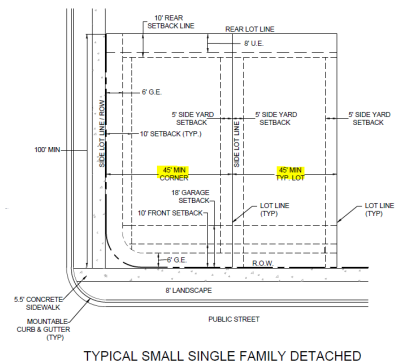 10' REAR
SETBACK LINE
REAR LOT LINE
8' U.E.
6' G.E.
SIDE LOT LINE / ROW
10' SETBACK (TYP.)
5' SIDE YARD
SETBACK
SIDE LOT LINE
5' SIDE YARD
SETBACK
5' SIDE YARD
SETBACK
100' MIN
45' MIN
CORNER
45' MIN
TYP. LOT
18' GARAGE
SETBACK
10' FRONT SETBACK
LOT LINE
(TYP)
LOT LINE
(TYP)
6' G.E.
R.O.W.
5.5' CONCRETE
SIDEWALK
8' LANDSCAPE
MOUNTABLE
CURB & GUTTER
(TYP)
PUBLIC STREET
TYPICAL SMALL SINGLE FAMILY DETACHED